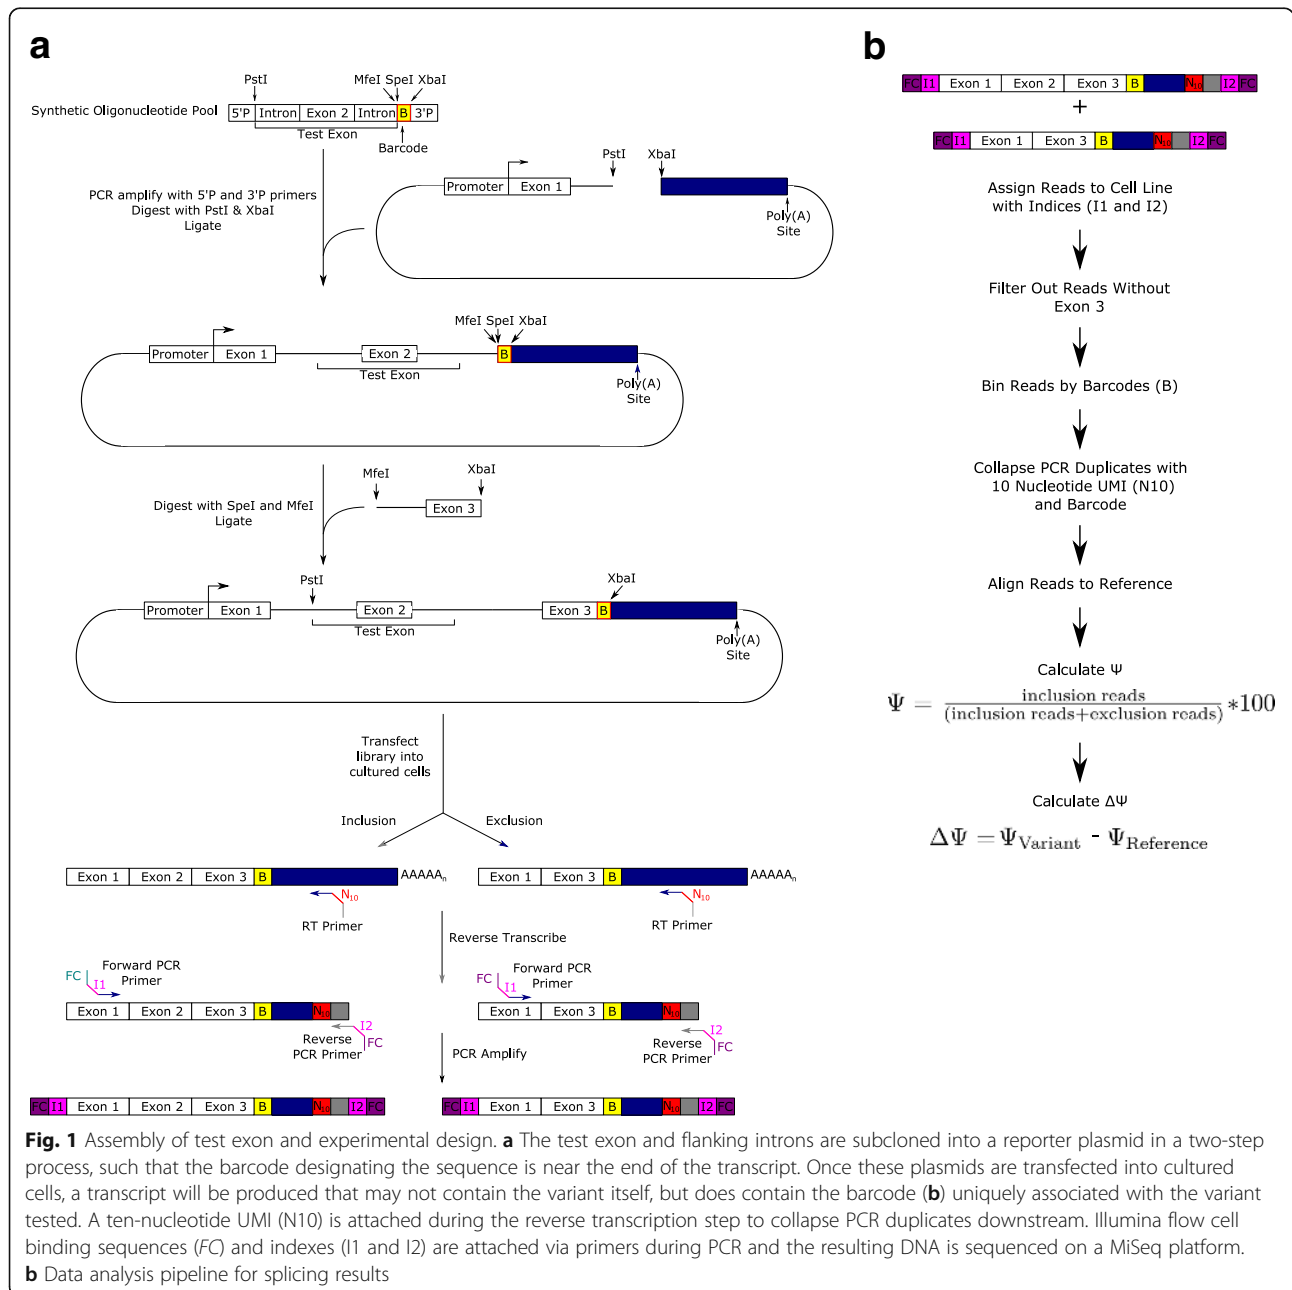 a
PstI
MfeI SpeI XbaI
Synthetic Oligonucleotide Pool
5'P Intron Exon 2 Intron B 3'P
Test Exon
Barcode
PCR amplify with 5'P and 3'P primers
Digest with PstI & XbaI
Ligate
PstI
XbaI
Promoter Exon 1
Poly(A)
Site
MfeI SpeI XbaI
Promoter Exon 1 Exon 2 B
Test Exon
Poly(A)
Site
Digest with SpeI and MfeI
Ligate
MfeI
XbaI
Exon 3
PstI
XbaI
Promoter Exon 1 Exon 2 Exon 3 B
Test Exon
Poly(A)
Site
Transfect
library into
cultured cells
Inclusion
Exclusion
Exon 1 Exon 2 Exon 3 B AAAAAn
N10
RT Primer
Exon 1 Exon 3 B AAAAAn
N10
RT Primer
Reverse Transcribe
FC I1 Forward PCR
Primer
Exon 1 Exon 2 Exon 3 B N10
I2
FC
Reverse
PCR Primer
FC I1 Forward PCR
Primer
Exon 1 Exon 3 B N10
I2
FC
Reverse
PCR Primer
PCR Amplify
FC I1 Exon 1 Exon 2 Exon 3 B N10 I2 FC
FC I1 Exon 1 Exon 3 B N10 I2 FC
b
FC I1 Exon 1 Exon 2 Exon 3 B N10 I2 FC
+
FC I1 Exon 1 Exon 3 B N10 I2 FC
Assign Reads to Cell Line
with Indices (I1 and I2)
Filter Out Reads Without
Exon 3
Bin Reads by Barcodes (B)
Collapse PCR Duplicates with
10 Nucleotide UMI (N10)
and Barcode
Align Reads to Reference
Calculate Ψ
Ψ = inclusion reads / (inclusion reads+exclusion reads) *100
Calculate ΔΨ
ΔΨ = ΨVariant - ΨReference
Fig. 1 Assembly of test exon and experimental design. a The test exon and flanking introns are subcloned into a reporter plasmid in a two-step
process, such that the barcode designating the sequence is near the end of the transcript. Once these plasmids are transfected into cultured
cells, a transcript will be produced that may not contain the variant itself, but does contain the barcode (b) uniquely associated with the variant
tested. A ten-nucleotide UMI (N10) is attached during the reverse transcription step to collapse PCR duplicates downstream. Illumina flow cell
binding sequences (FC) and indexes (I1 and I2) are attached via primers during PCR and the resulting DNA is sequenced on a MiSeq platform.
b Data analysis pipeline for splicing results